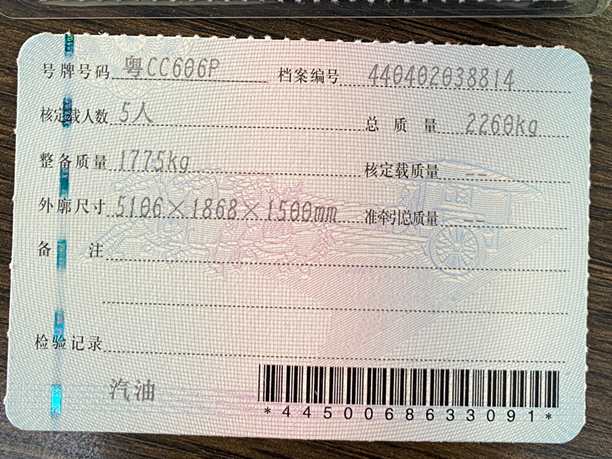 号牌号码 粤CC606P 档案编号 440402038814
核定载人数 5人 总质量 2260kg
整备质量 1775kg 核定载质量 --
外廓尺寸 5106×1868×1500mm 准牵引总质量 --
备注
检验记录
汽油
*4450068633091*